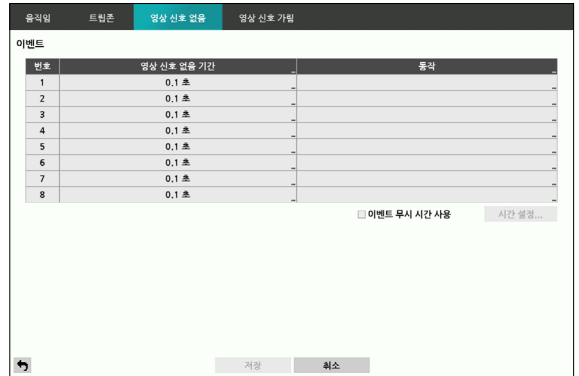 움직임 트립존 영상 신호 없음 영상 신호 가림
이벤트
번호 영상 신호 없음 기간 ... 동작 ...
1 0.1 초 ... ...
2 0.1 초 ... ...
3 0.1 초 ... ...
4 0.1 초 ... ...
5 0.1 초 ... ...
6 0.1 초 ... ...
7 0.1 초 ... ...
8 0.1 초 ... ...
이벤트 무시 시간 사용 시간 설정...
저장 취소